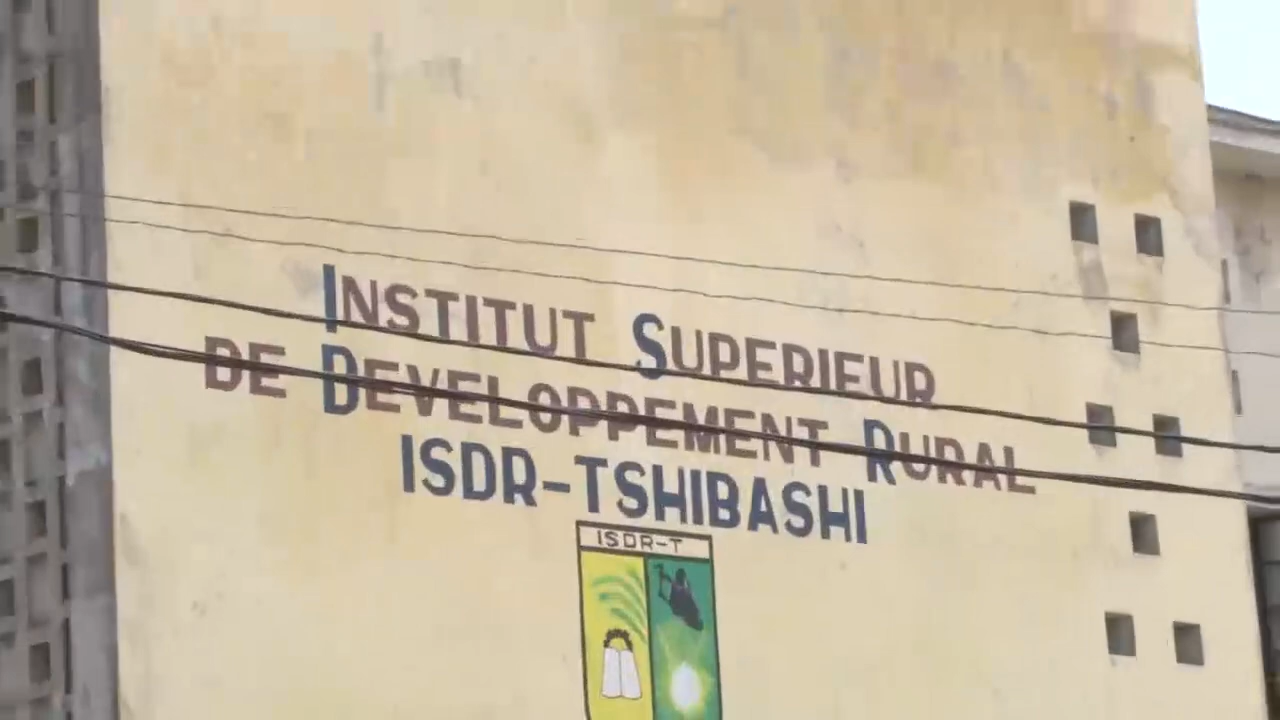 INSTITUT SUPERIEUR
DE DEVELOPPEMENT RURAL
ISDR-TSHIBASHI
ISDR-T